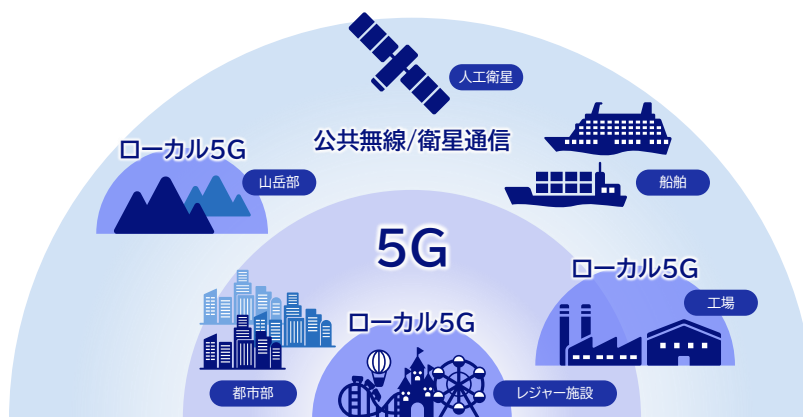 人工衛星
公共無線/衛星通信
ローカル5G
山岳部
船舶
5G
ローカル5G
工場
ローカル5G
都市部
レジャー施設